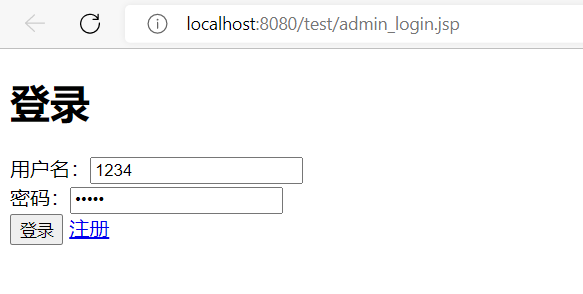 localhost:8080/test/admin_login.jsp
登录
用户名：1234
密码：•••••
登录 注册